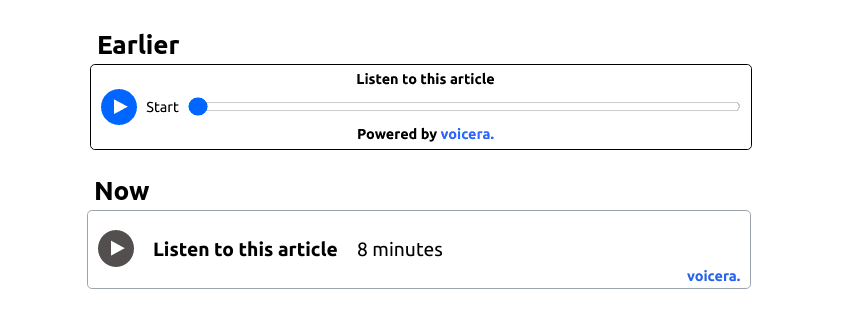 Earlier
Listen to this article
Start
Powered by voicera.
Now
Listen to this article 8 minutes
voicera.